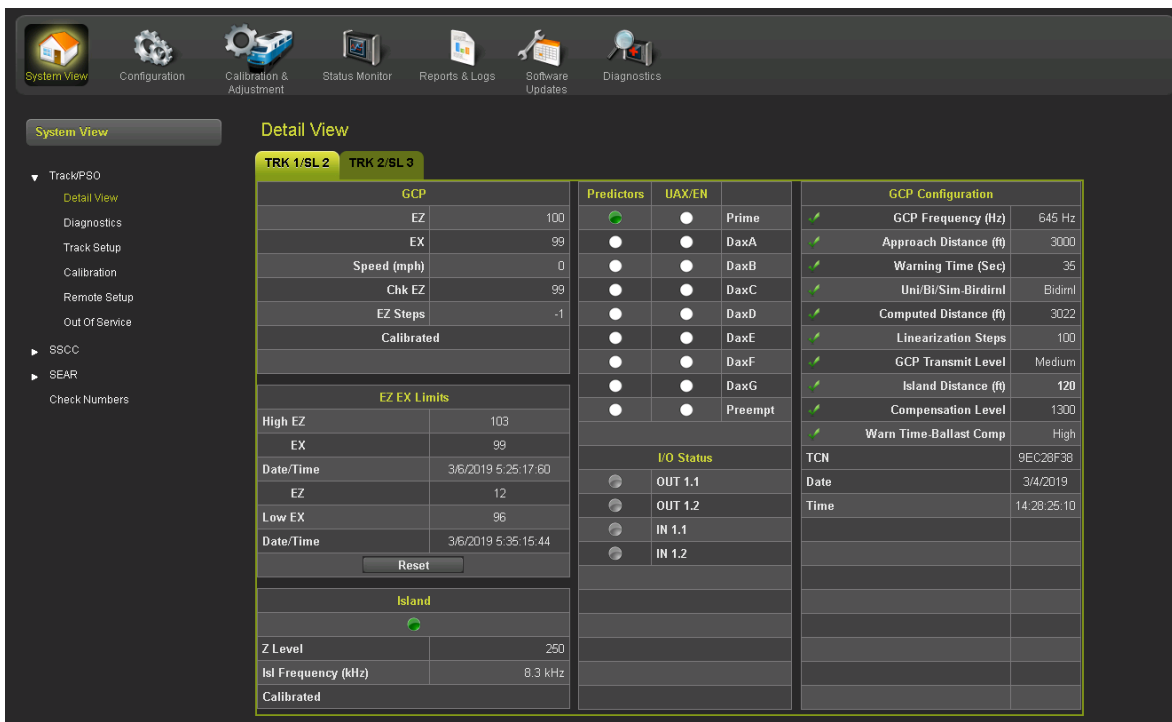 System View
Configuration
Calibration &
Adjustment
Status Monitor
Reports & Logs
Software
Updates
Diagnostics
System View
Track/PSO
Detail View
Diagnostics
Track Setup
Calibration
Remote Setup
Out Of Service
SSCC
SEAR
Check Numbers
Detail View
TRK 1/SL 2 TRK 2/SL 3
GCP
EZ 100
EX 99
Speed (mph) 0
Chk EZ 99
EZ Steps -1
Calibrated
EZ EX Limits
High EZ 103
EX 99
Date/Time 3/6/2019 5:25:17:60
EZ 12
Low EX 96
Date/Time 3/6/2019 5:35:15:44
Reset
Island
Z Level 250
Isl Frequency (kHz) 8.3 kHz
Calibrated
Predictors UAX/EN
Prime
DaxA
DaxB
DaxC
DaxD
DaxE
DaxF
DaxG
Preempt
I/O Status
OUT 1.1
OUT 1.2
IN 1.1
IN 1.2
GCP Configuration
GCP Frequency (Hz) 645 Hz
Approach Distance (ft) 3000
Warning Time (Sec) 35
Uni/Bi/Sim-Birdirnl Bidirnl
Computed Distance (ft) 3022
Linearization Steps 100
GCP Transmit Level Medium
Island Distance (ft) 120
Compensation Level 1300
Warn Time-Ballast Comp High
TCN 9EC28F38
Date 3/4/2019
Time 14:28:25:10